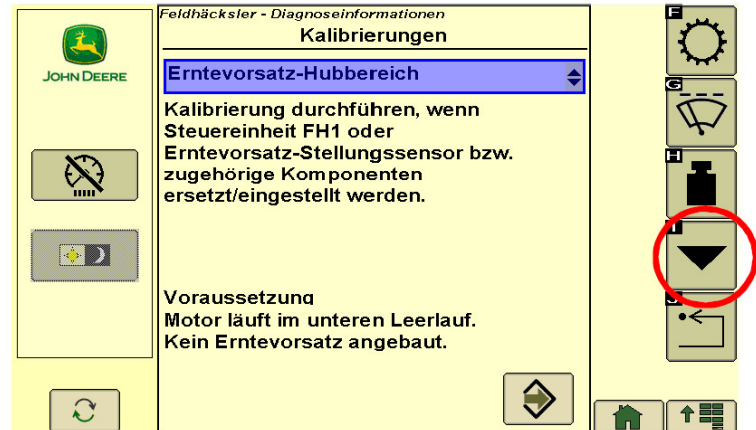 Feldhäcksler - Diagnoseinformationen
Kalibrierungen
JOHN DEERE
Erntevorsatz-Hubbereich
Kalibrierung durchführen, wenn
Steuereinheit FH1 oder
Erntevorsatz-Stellungssensor bzw.
zugehörige Komponenten
ersetzt/eingestellt werden.
Voraussetzung
Motor läuft im unteren Leerlauf.
Kein Erntevorsatz angebaut.
F
G
H
I